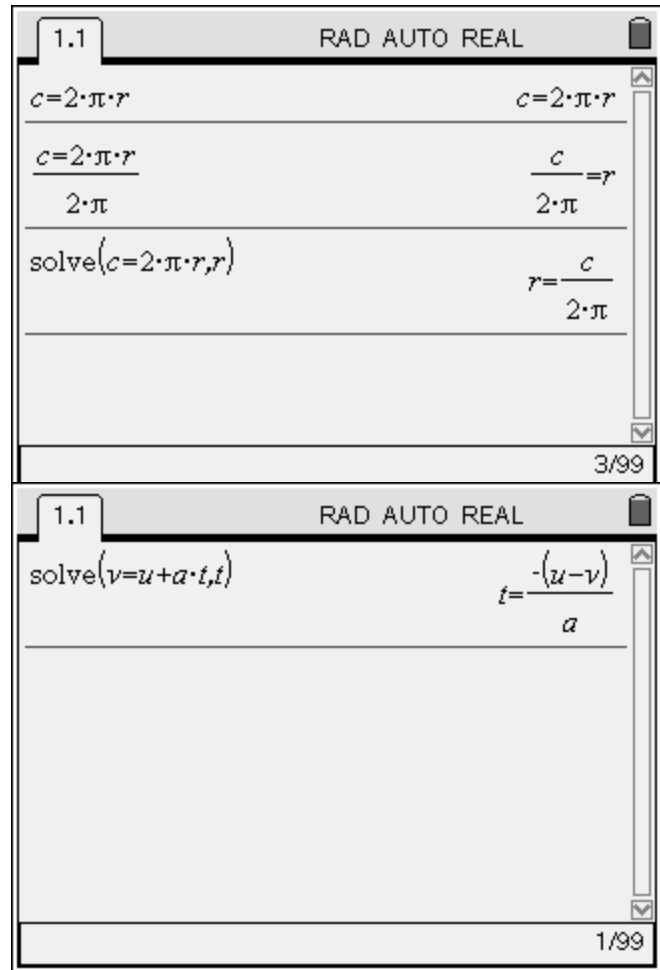 1.1 RAD AUTO REAL
c=2·π·r c=2·π·r
c=2·π·r
2·π
c
2·π
=r
solve(c=2·π·r,r)
r=
c
2·π
3/99
1.1 RAD AUTO REAL
solve(v=u+a·t,t)
t=
-(u−v)
a
1/99